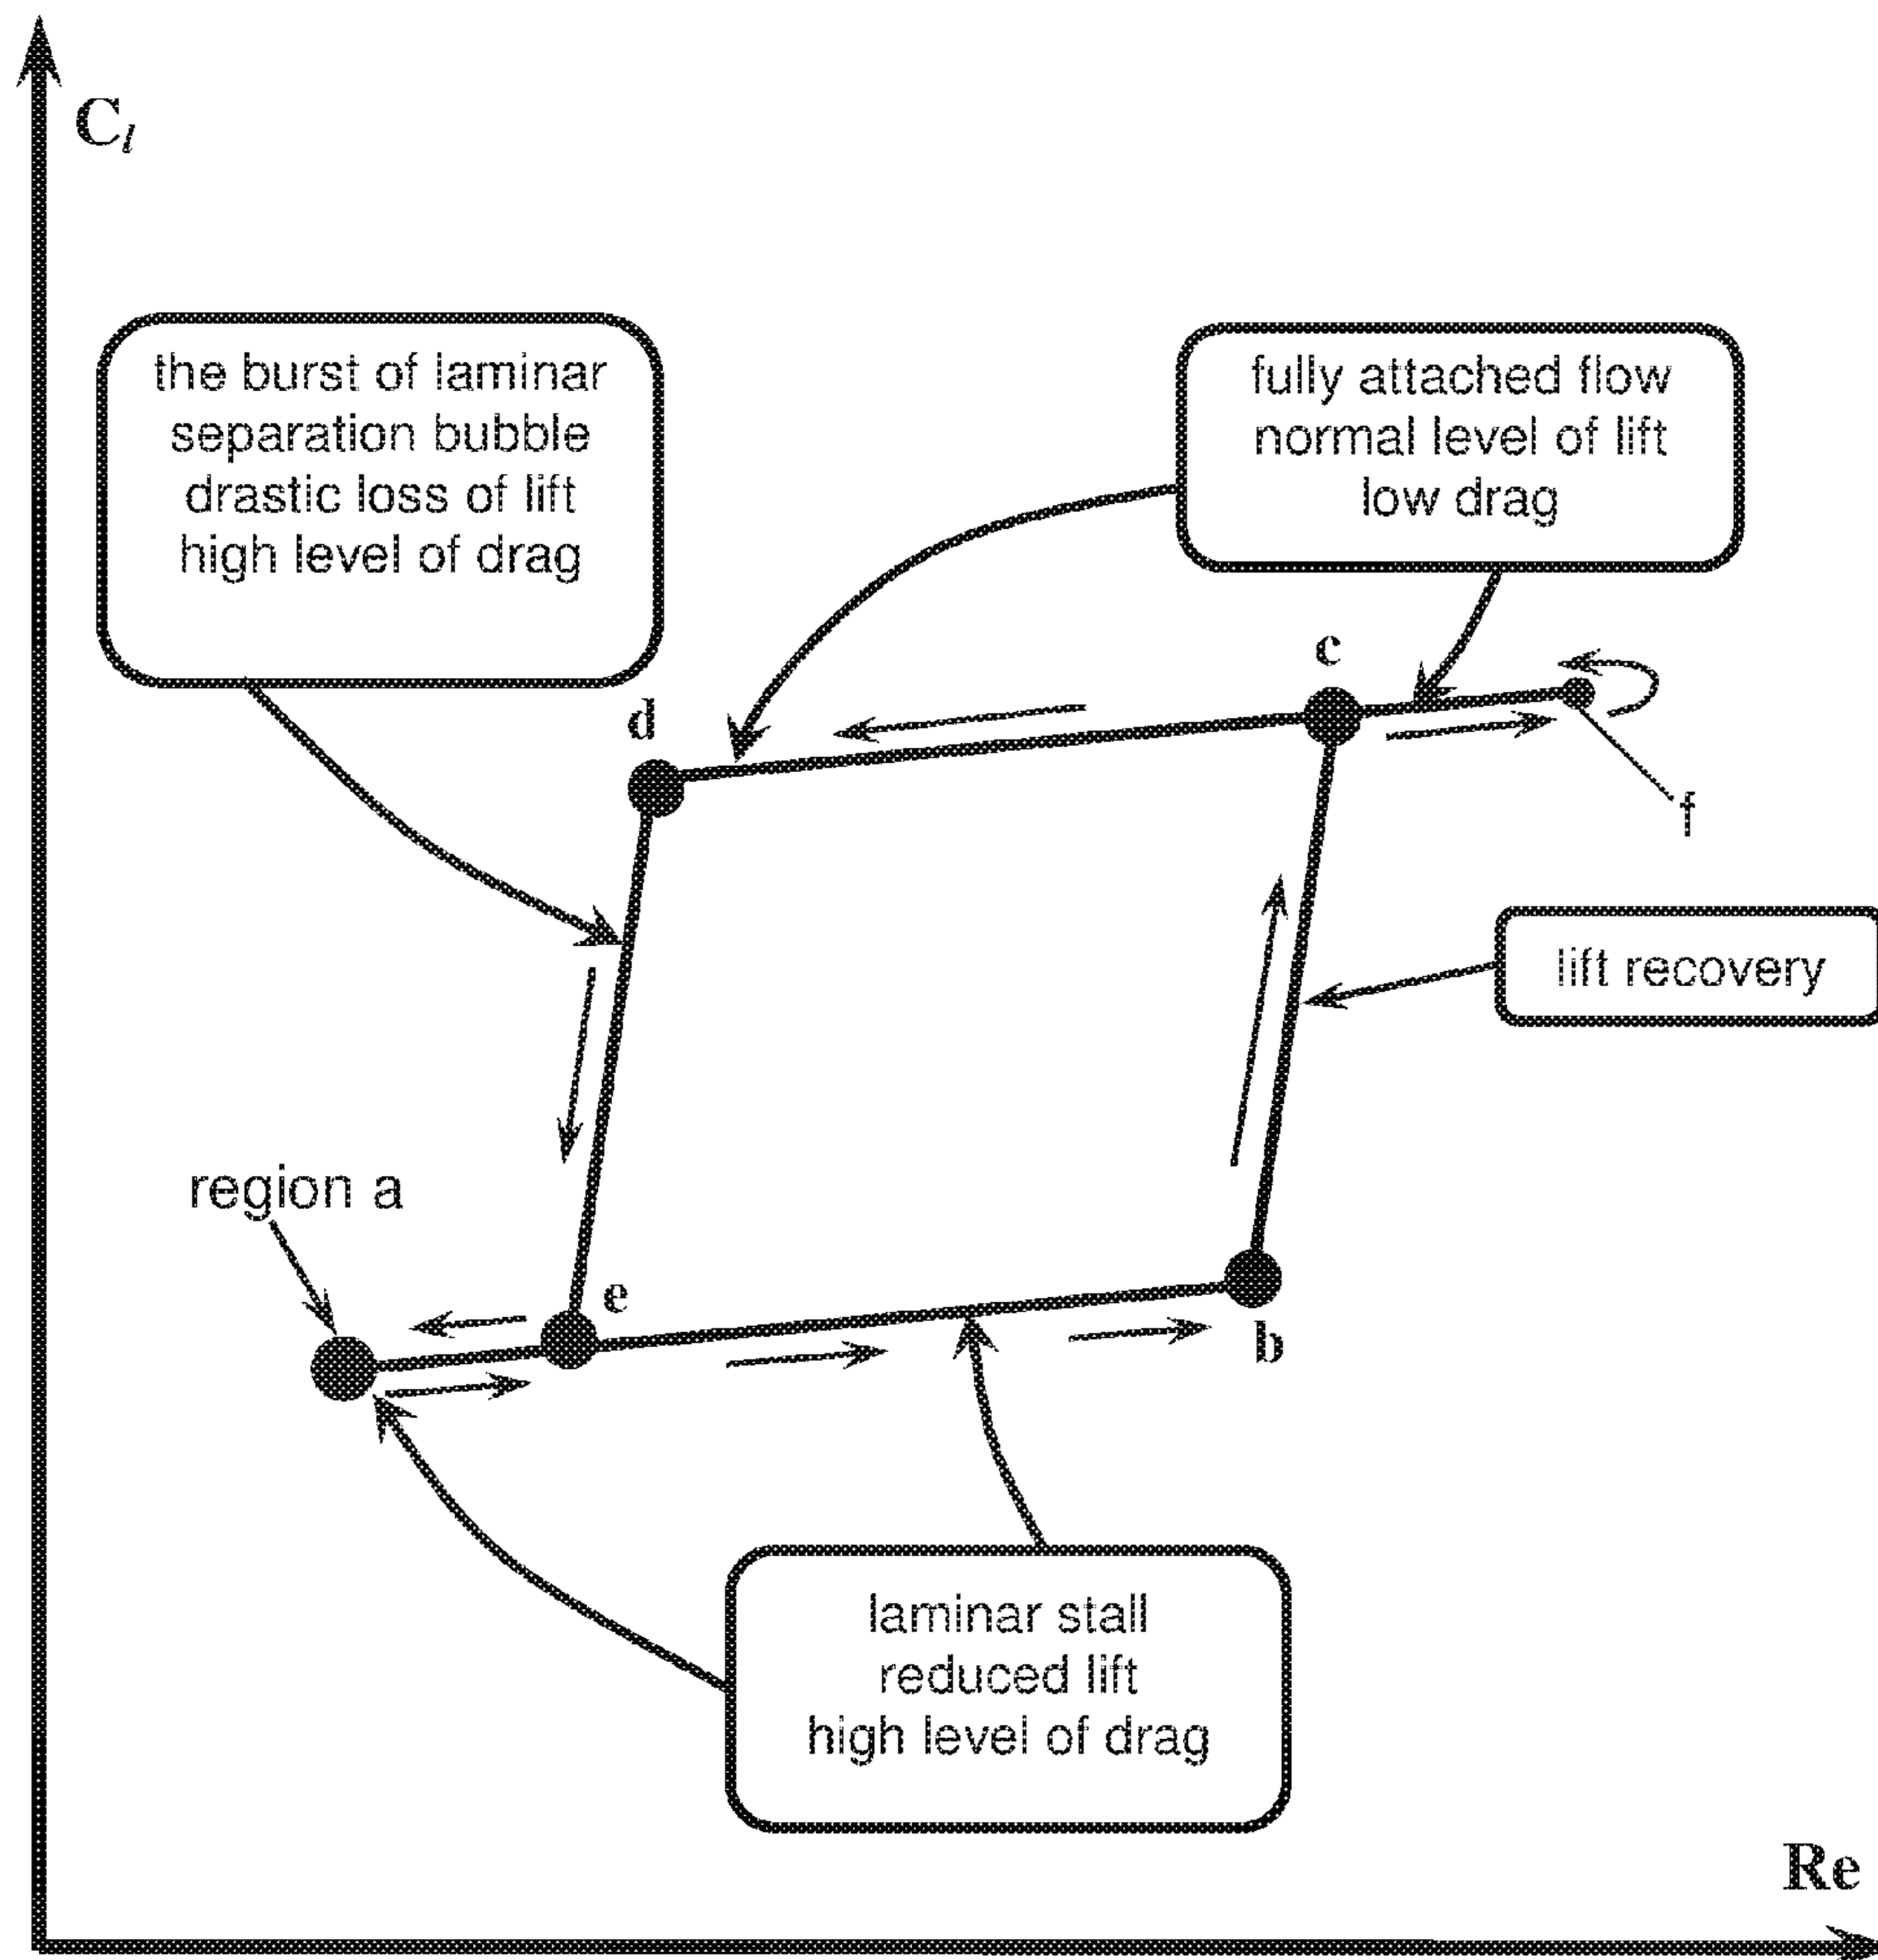 C_l
the burst of laminar
separation bubble
drastic loss of lift
high level of drag
fully attached flow
normal level of lift
low drag
c
d
f
lift recovery
region a
e
b
laminar stall
reduced lift
high level of drag
Re